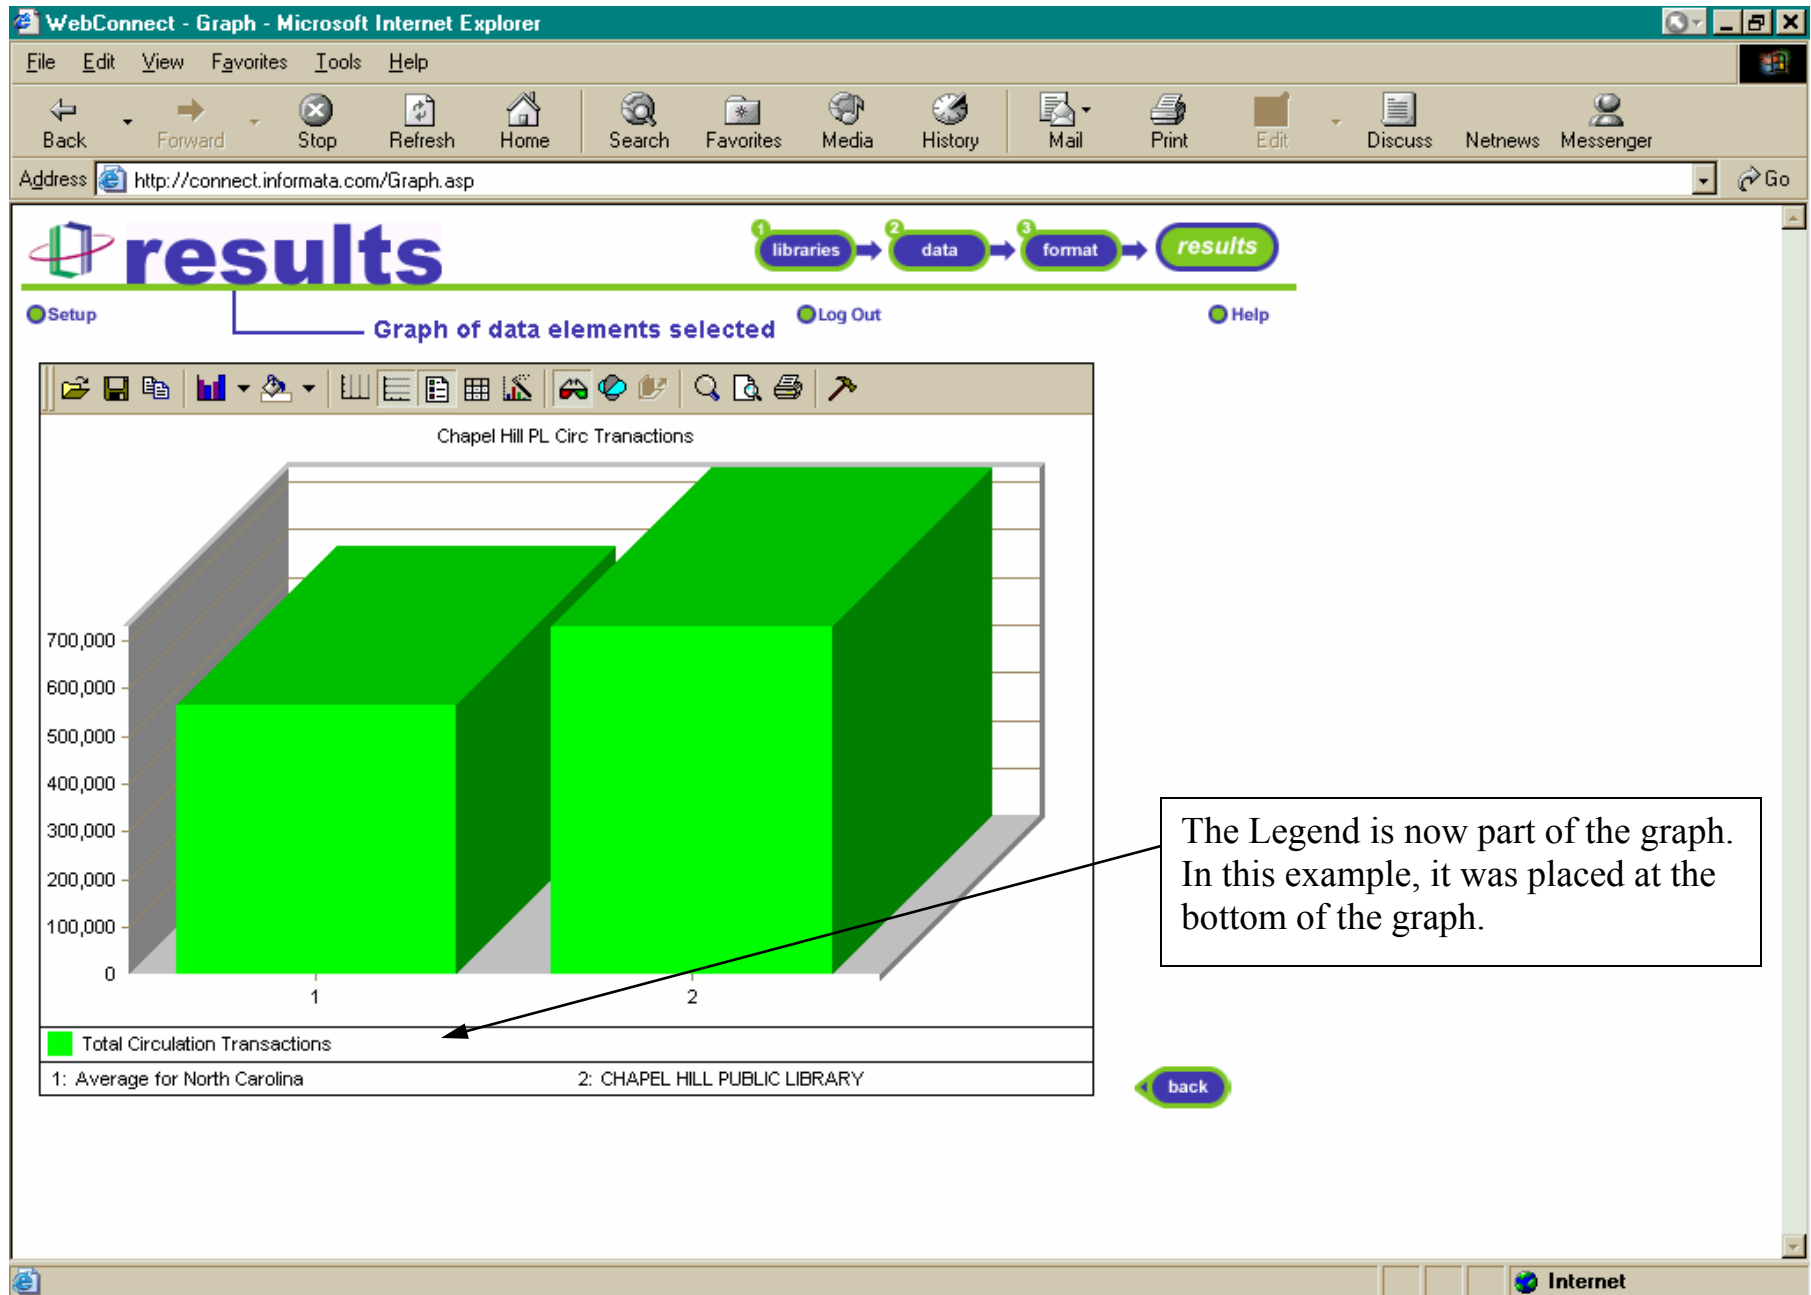 WebConnect - Graph - Microsoft Internet Explorer
File Edit View Favorites Tools Help
Back Forward Stop Refresh Home Search Favorites Media History Mail Print Edit Discuss Netnews Messenger
Address http://connect.informata.com/Graph.asp Go
results
1 libraries 2 data 3 format results
Setup
Graph of data elements selected
Log Out
Help
Chapel Hill PL Circ Tranactions
700,000
600,000
500,000
400,000
300,000
200,000
100,000
0
1 2
The Legend is now part of the graph.
In this example, it was placed at the
bottom of the graph.
Total Circulation Transactions
1: Average for North Carolina 2: CHAPEL HILL PUBLIC LIBRARY
back
Internet